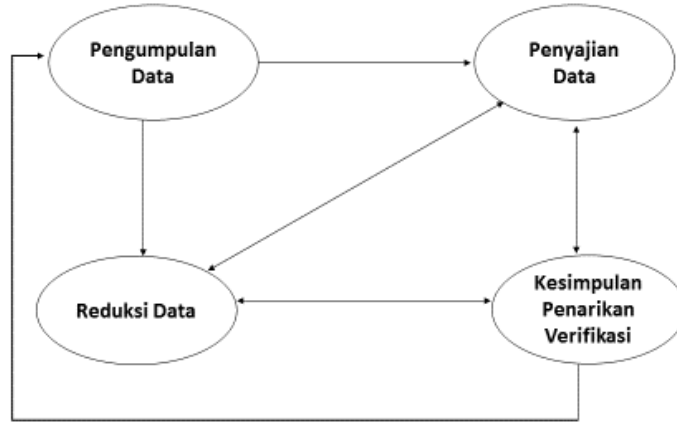 Pengumpulan
Data
Penyajian
Data
Reduksi Data
Kesimpulan
Penarikan
Verifikasi